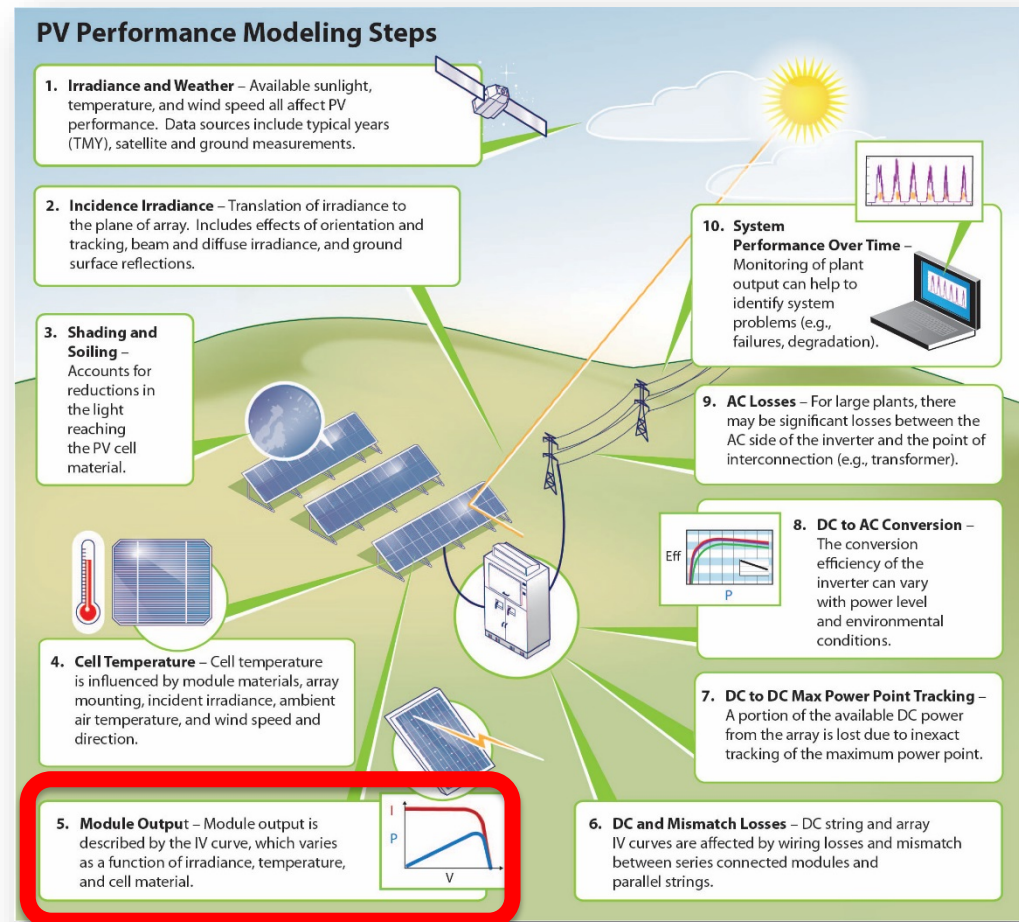 PV Performance Modeling Steps
1. Irradiance and Weather – Available sunlight,
temperature, and wind speed all affect PV
performance. Data sources include typical years
(TMY), satellite and ground measurements.
2. Incidence Irradiance – Translation of irradiance to
the plane of array. Includes effects of orientation and
tracking, beam and diffuse irradiance, and ground
surface reflections.
3. Shading and
Soiling –
Accounts for
reductions in
the light
reaching
the PV cell
material.
4. Cell Temperature – Cell temperature
is influenced by module materials, array
mounting, incident irradiance, ambient
air temperature, and wind speed and
direction.
5. Module Output – Module output is
described by the IV curve, which varies
as a function of irradiance, temperature,
and cell material.
I
P
V
6. DC and Mismatch Losses – DC string and array
IV curves are affected by wiring losses and mismatch
between series connected modules and
parallel strings.
7. DC to DC Max Power Point Tracking –
A portion of the available DC power
from the array is lost due to inexact
tracking of the maximum power point.
Eff
P
8. DC to AC Conversion –
The conversion
efficiency of the
inverter can vary
with power level
and environmental
conditions.
9. AC Losses – For large plants, there
may be significant losses between the
AC side of the inverter and the point of
interconnection (e.g., transformer).
10. System
Performance Over Time –
Monitoring of plant
output can help to
identify system
problems (e.g.,
failures, degradation).